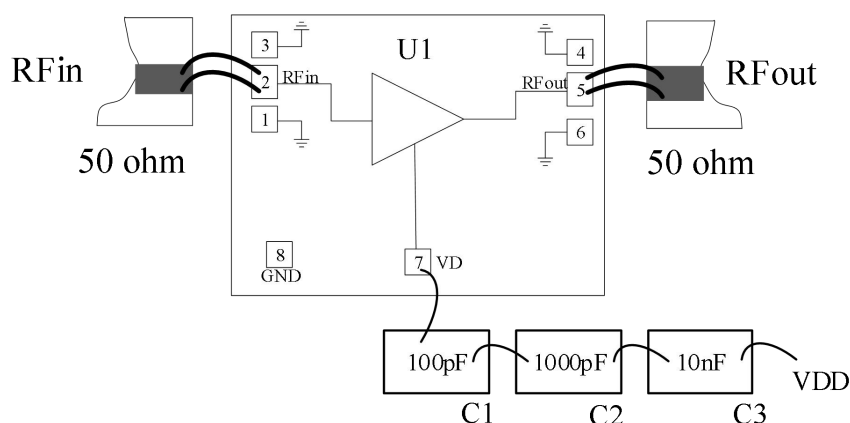 U1
RFin
50 ohm
3
2
RFin
1
4
RFout
5
6
RFout
50 ohm
8
GND
7
VD
100pF
1000pF
10nF
VDD
C1
C2
C3